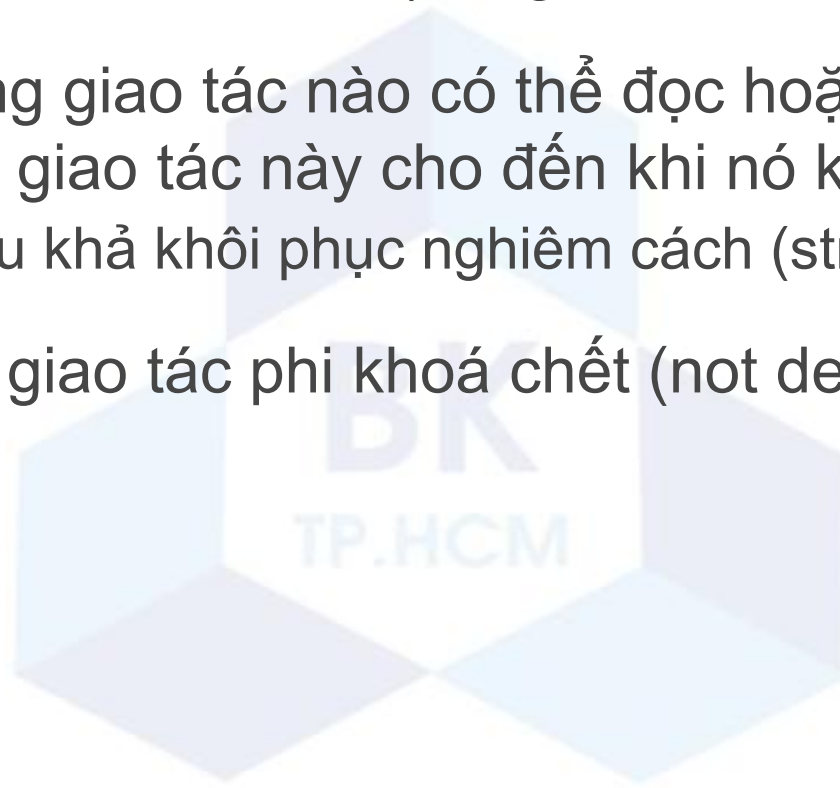 ng giao tác nào có thể đọc hoặ
giao tác này cho đến khi nó k
u khả khôi phục nghiêm cách (st
giao tác phi khoá chết (not de
BK
TP.HCM